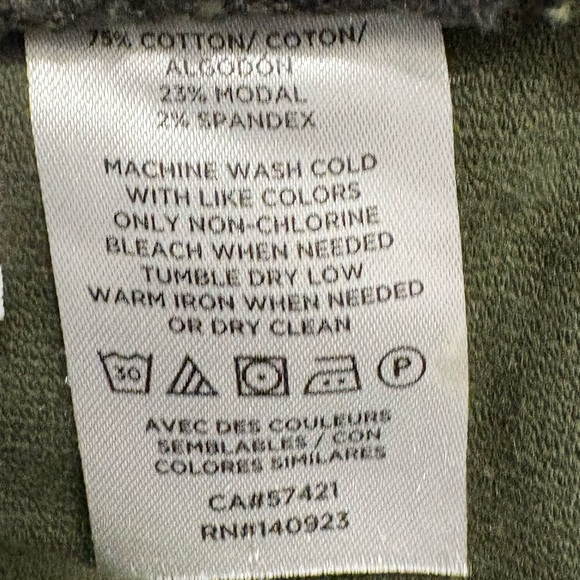 75% COTTON/ COTON/
ALGODÓN
23% MODAL
2% SPANDEX
MACHINE WASH COLD
WITH LIKE COLORS
ONLY NON-CHLORINE
BLEACH WHEN NEEDED
TUMBLE DRY LOW
WARM IRON WHEN NEEDED
OR DRY CLEAN
30 P
AVEC DES COULEURS
SEMBLABLES / CON
COLORES SIMILARES
CA#57421
RN#140923